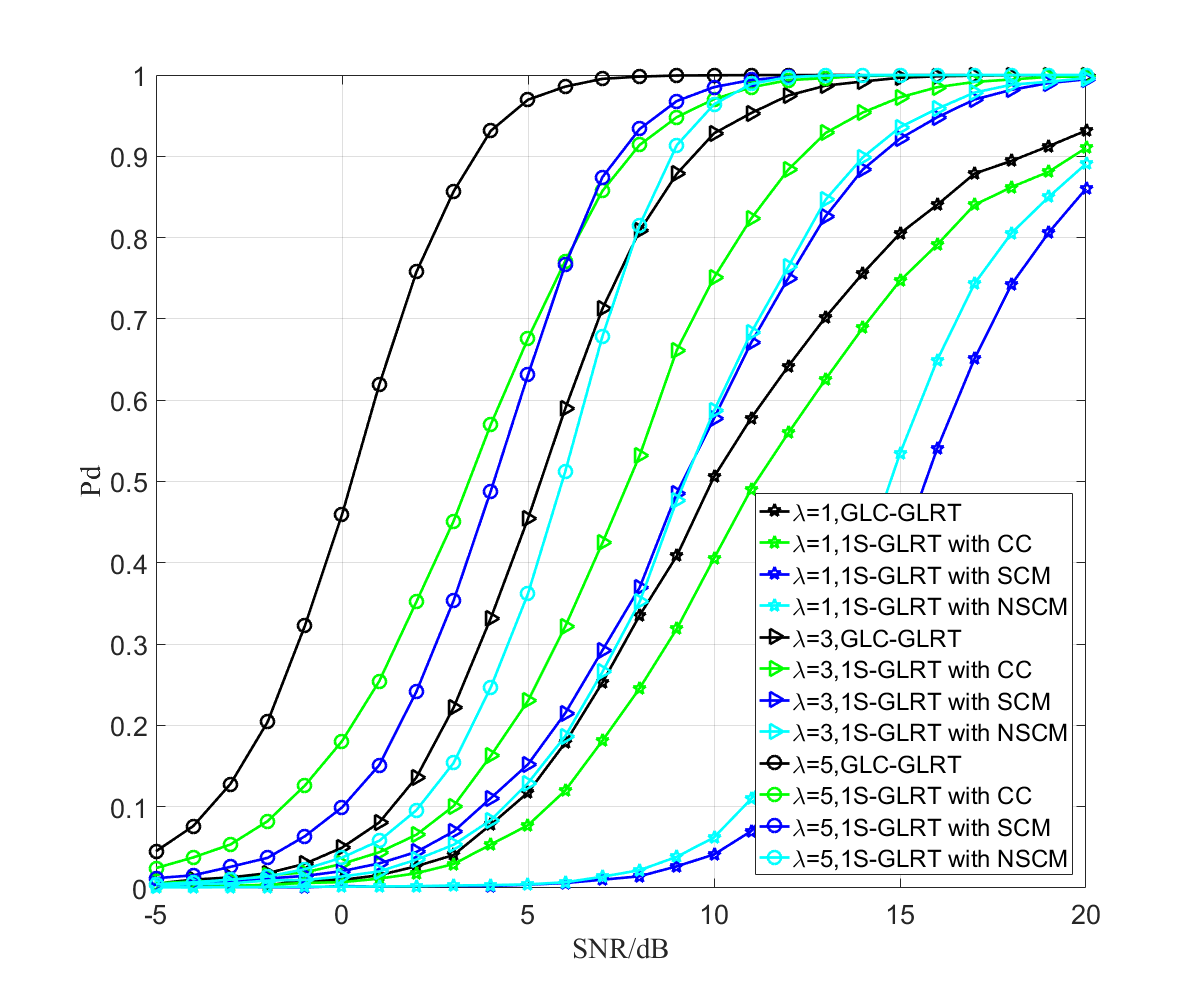 1
0.9
0.8
0.7
0.6
0.5
0.4
0.3
0.2
0.1
0
Pd
-5 0 5 10 15 20
SNR/dB
λ=1,GLC-GLRT
λ=1,1S-GLRT with CC
λ=1,1S-GLRT with SCM
λ=1,1S-GLRT with NSCM
λ=3,GLC-GLRT
λ=3,1S-GLRT with CC
λ=3,1S-GLRT with SCM
λ=3,1S-GLRT with NSCM
λ=5,GLC-GLRT
λ=5,1S-GLRT with CC
λ=5,1S-GLRT with SCM
λ=5,1S-GLRT with NSCM